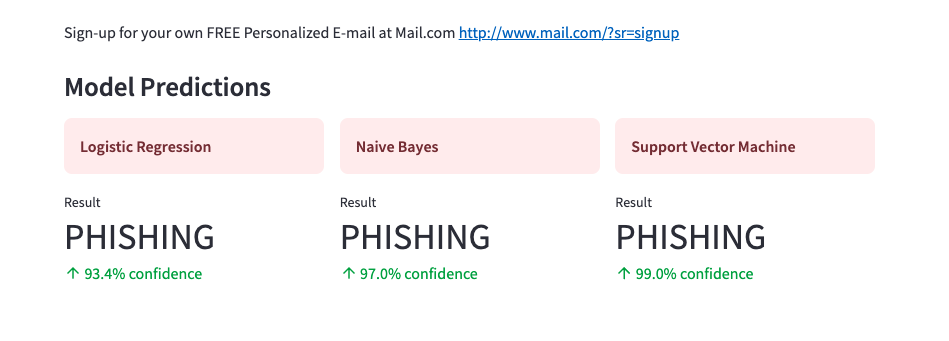 Sign-up for your own FREE Personalized E-mail at Mail.com http://www.mail.com/?sr=signup
Model Predictions
Logistic Regression
Naive Bayes
Support Vector Machine
Result
Result
Result
PHISHING
PHISHING
PHISHING
↑ 93.4% confidence
↑ 97.0% confidence
↑ 99.0% confidence